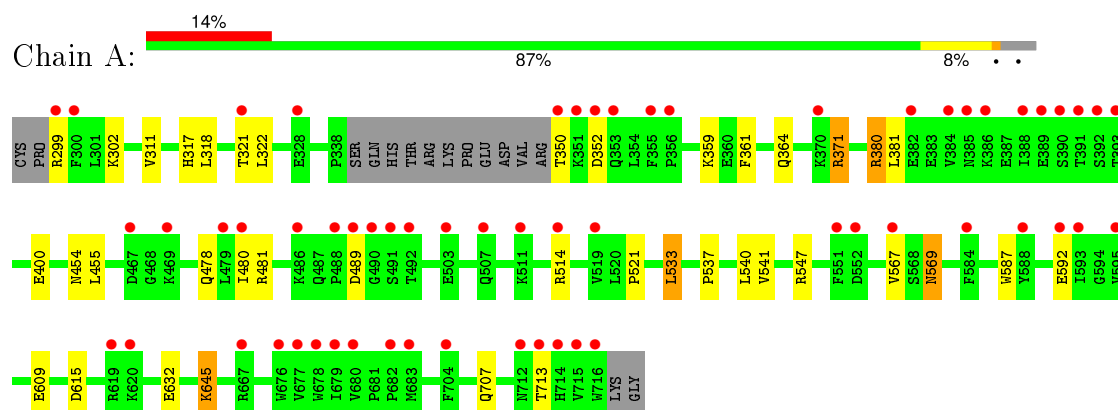 14%
Chain A:
87%
8%
CYS PRO R299 F300 L301 K302 V311 H317 L318 T321 L322 E328 P338 SER GLN HIS THR ARG LYS PRO GLU ASP VAL ARG T350 K351 D352 Q353 L354 F355 P356 K359 E360 F361 Q364 K370 R371 R380 L381 E382 E383 V384 N385 K386 E387 I388 E389 S390 T391 S392
E400 N454 L455 D467 G468 K469 Q478 L479 I480 R481 K486 Q487 P488 D489 G490 S491 T492 E503 Q507 K511 R514 V519 L520 P521 L533 P537 L540 V541 R547 F551 D552 V567 S568 N569 F584 W587 Y588 E592 I593 G594
E609 D615 R619 K620 E632 K645 R667 W676 V677 W678 I679 V680 P681 P682 M683 F704 Q707 N712 T713 H714 V715 W716 LYS GLY